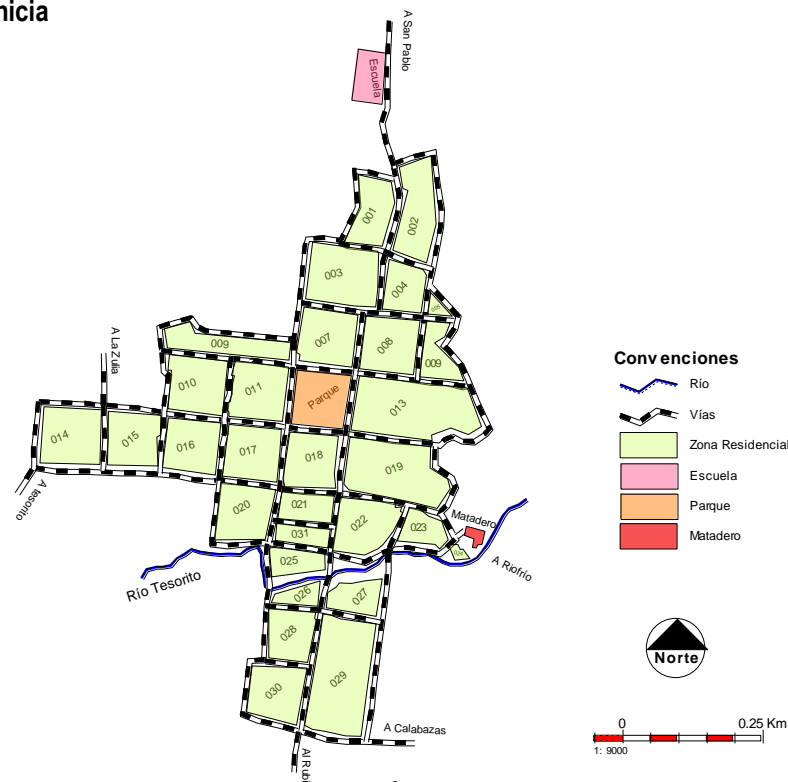 nicia
A San Pablo
Escuela
001
002
003
004
007
008
009
009
010
011
Parque
013
A La Zulia
014
015
016
017
018
019
A tesorito
020
021
022
023
031
025
Matadero
A Riofrío
Río Tesorito
026
027
028
029
030
A Calabazas
Al Rubí
Convenciones
Río
Vías
Zona Residencial
Escuela
Parque
Matadero
Norte
0
0.25 Km
1: 9000